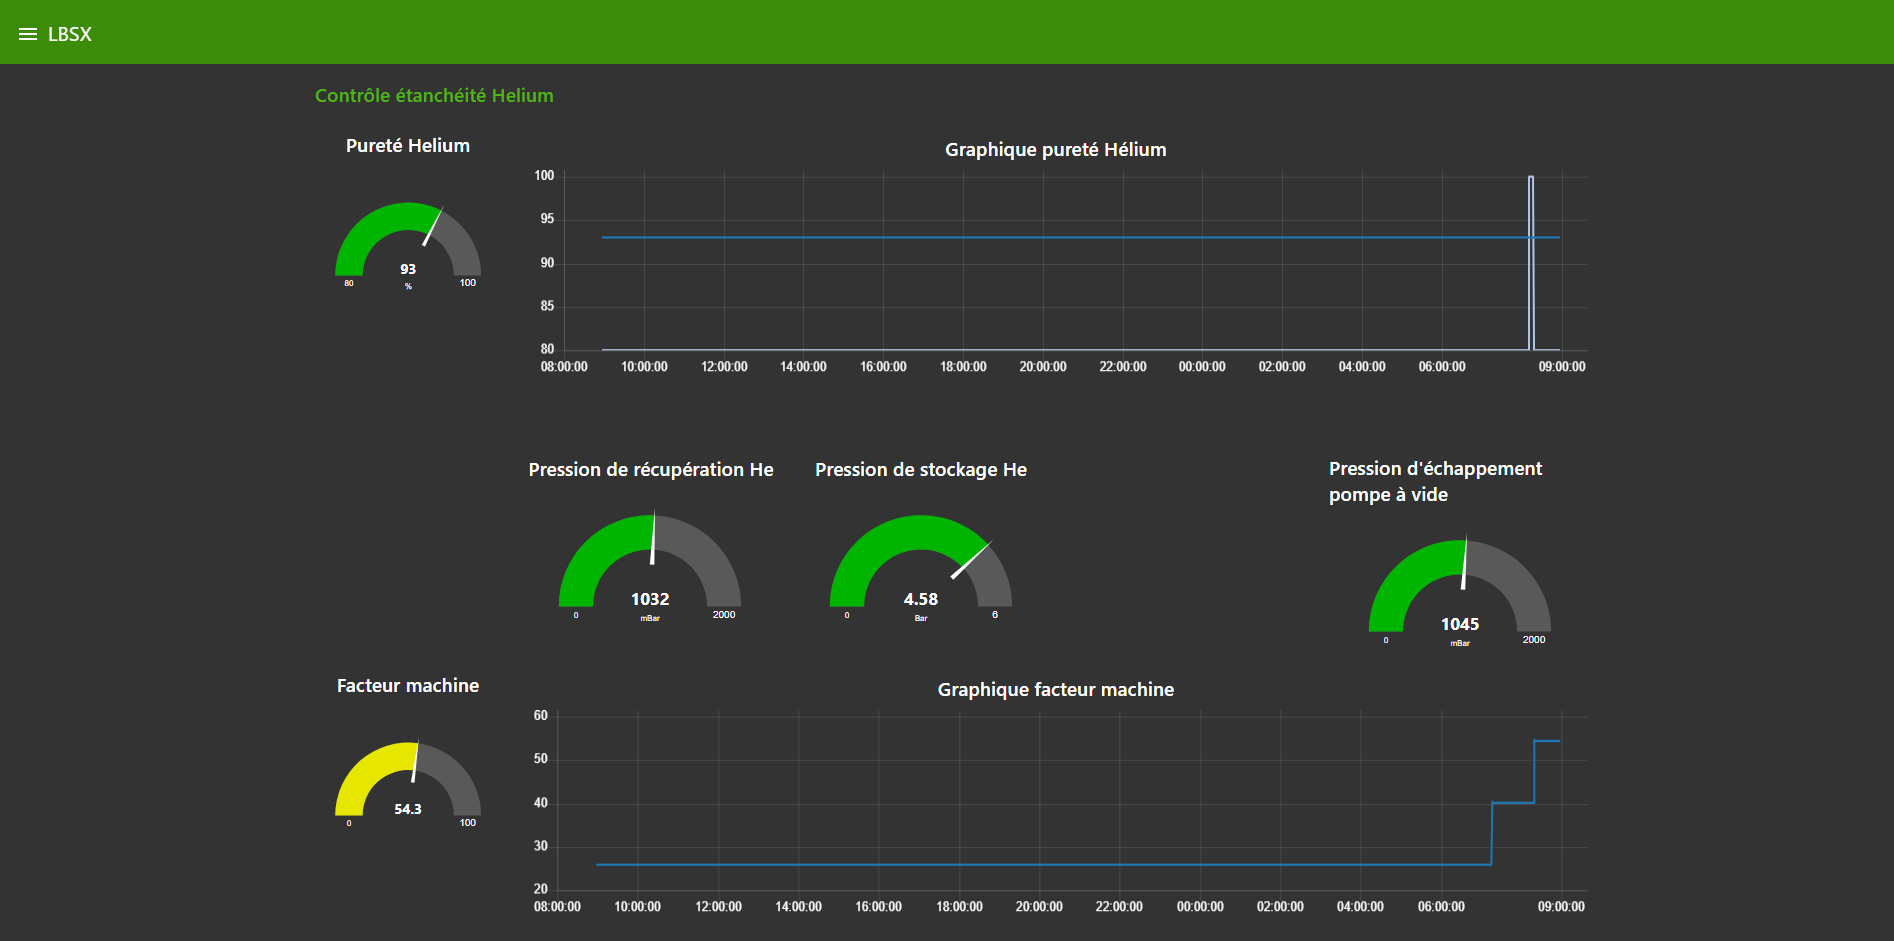 LBSX
Contrôle étanchéité Helium
Pureté Helium
93
80
100
%
Graphique pureté Hélium
100
95
90
85
80
08:00:00 10:00:00 12:00:00 14:00:00 16:00:00 18:00:00 20:00:00 22:00:00 00:00:00 02:00:00 04:00:00 06:00:00 09:00:00
Pression de récupération He
1032
0
2000
mBar
Pression de stockage He
4.58
0
6
Bar
Pression d'échappement
pompe à vide
1045
0
2000
mBar
Facteur machine
54.3
0
100
Graphique facteur machine
60
50
40
30
20
08:00:00 10:00:00 12:00:00 14:00:00 16:00:00 18:00:00 20:00:00 22:00:00 00:00:00 02:00:00 04:00:00 06:00:00 09:00:00